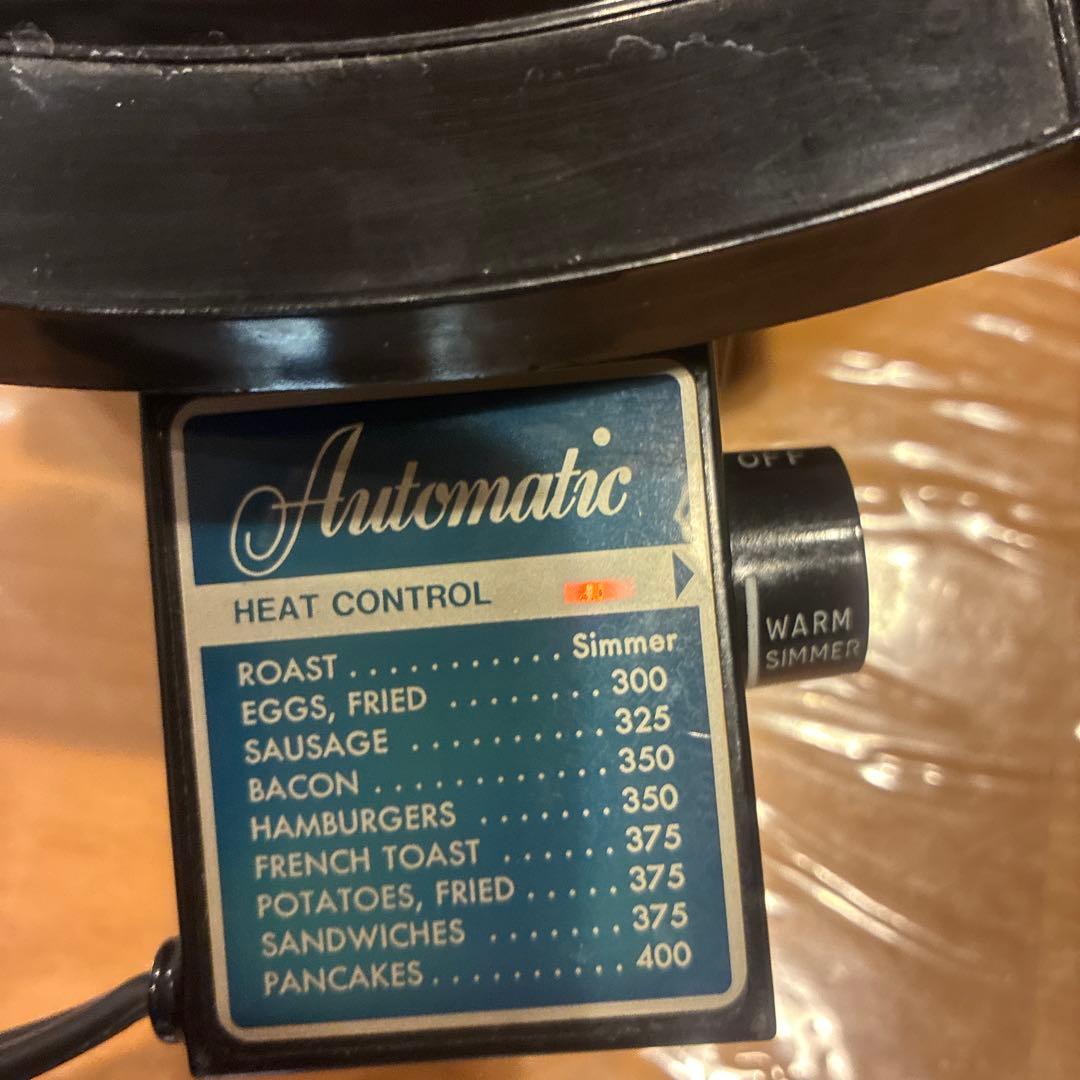 Automatic
HEAT CONTROL
ROAST . . . . . . . . . . . Simmer
EGGS, FRIED . . . . . . . . 300
SAUSAGE . . . . . . . . . . 325
BACON . . . . . . . . . . . . 350
HAMBURGERS . . . . . . . 350
FRENCH TOAST . . . . . . 375
POTATOES, FRIED . . . . . 375
SANDWICHES . . . . . . . 375
PANCAKES . . . . . . . . . . 400
OFF
WARM
SIMMER